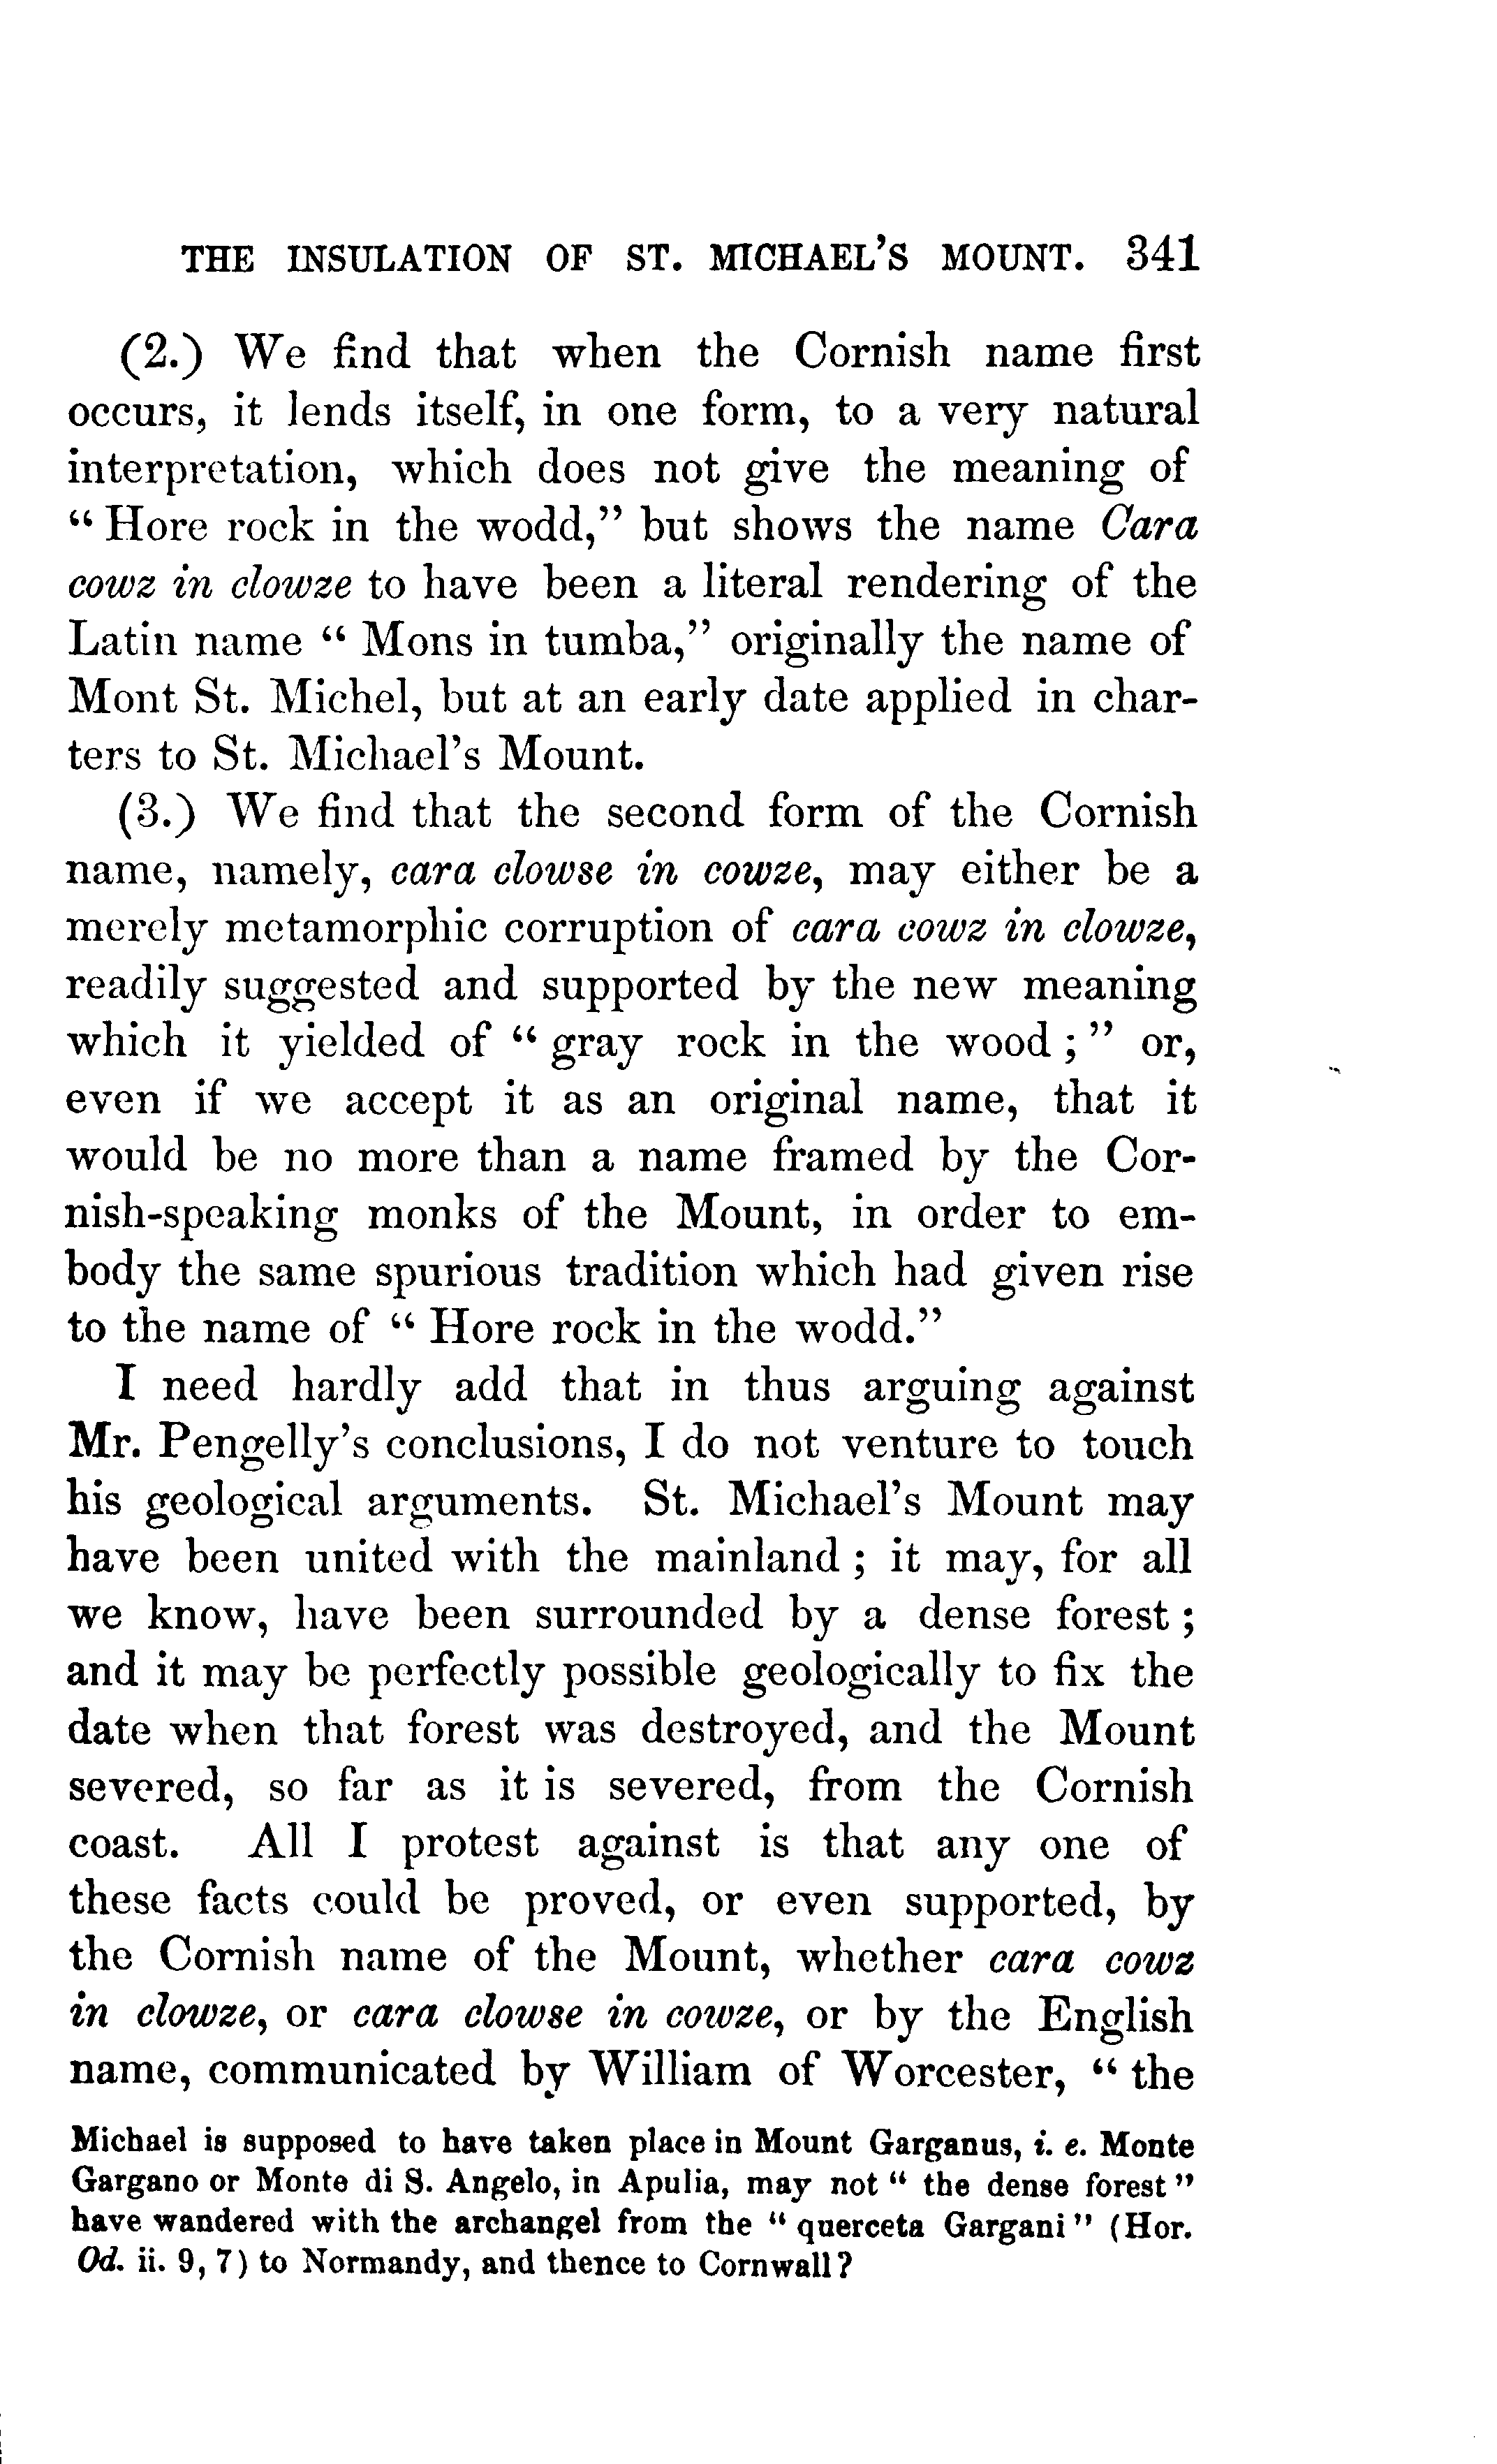 THE INSULATION OF ST. MICHAEL'S MOUNT. 341
(2.) We find that when the Cornish name first
occurs, it lends itself, in one form, to a very natural
interpretation, which does not give the meaning of
“ Hore rock in the wodd,” but shows the name Cara
cowz in clowze to have been a literal rendering of the
Latin name “ Mons in tumba,” originally the name of
Mont St. Michel, but at an early date applied in char-
ters to St. Michael's Mount.
(3.) We find that the second form of the Cornish
name, namely, cara clowse in cowze, may either be a
merely metamorphic corruption of cara cowz in clowze,
readily suggested and supported by the new meaning
which it yielded of “ gray rock in the wood ; ” or,
even if we accept it as an original name, that it
would be no more than a name framed by the Cor-
nish-speaking monks of the Mount, in order to em-
body the same spurious tradition which had given rise
to the name of “ Hore rock in the wodd.”
I need hardly add that in thus arguing against
Mr. Pengelly's conclusions, I do not venture to touch
his geological arguments. St. Michael's Mount may
have been united with the mainland ; it may, for all
we know, have been surrounded by a dense forest ;
and it may be perfectly possible geologically to fix the
date when that forest was destroyed, and the Mount
severed, so far as it is severed, from the Cornish
coast. All I protest against is that any one of
these facts could be proved, or even supported, by
the Cornish name of the Mount, whether cara cowz
in clowze, or cara clowse in cowze, or by the English
name, communicated by William of Worcester, “ the
Michael is supposed to have taken place in Mount Garganus, i. e. Monte
Gargano or Monte di S. Angelo, in Apulia, may not “ the dense forest ”
have wandered with the archangel from the “ querceta Gargani ” (Hor.
Od. ii. 9, 7) to Normandy, and thence to Cornwall ?